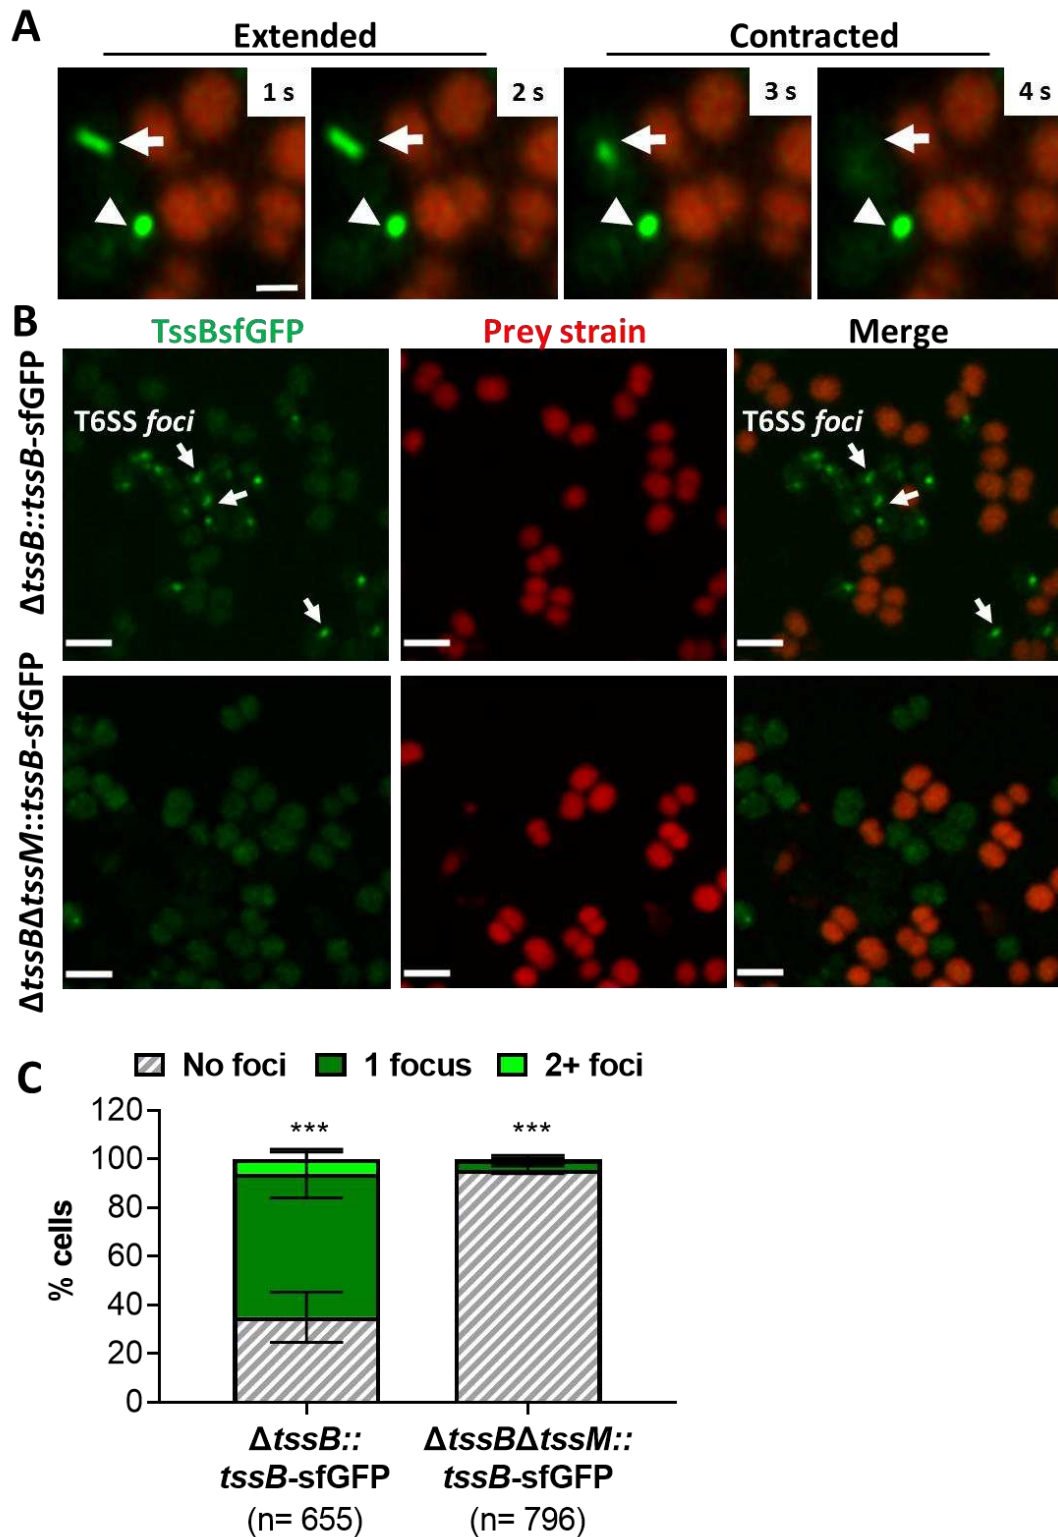 A
Extended
Contracted
1 s
2 s
3 s
4 s
B
TssBsfGFP
Prey strain
Merge
ΔtssB::tssB-sfGFP
T6SS foci
T6SS foci
ΔtssBΔtssM::tssB-sfGFP
C
No foci
1 focus
2+ foci
% cells
120
100
80
60
40
20
0
***
***
ΔtssB::
tssB-sfGFP
(n= 655)
ΔtssBΔtssM::
tssB-sfGFP
(n= 796)